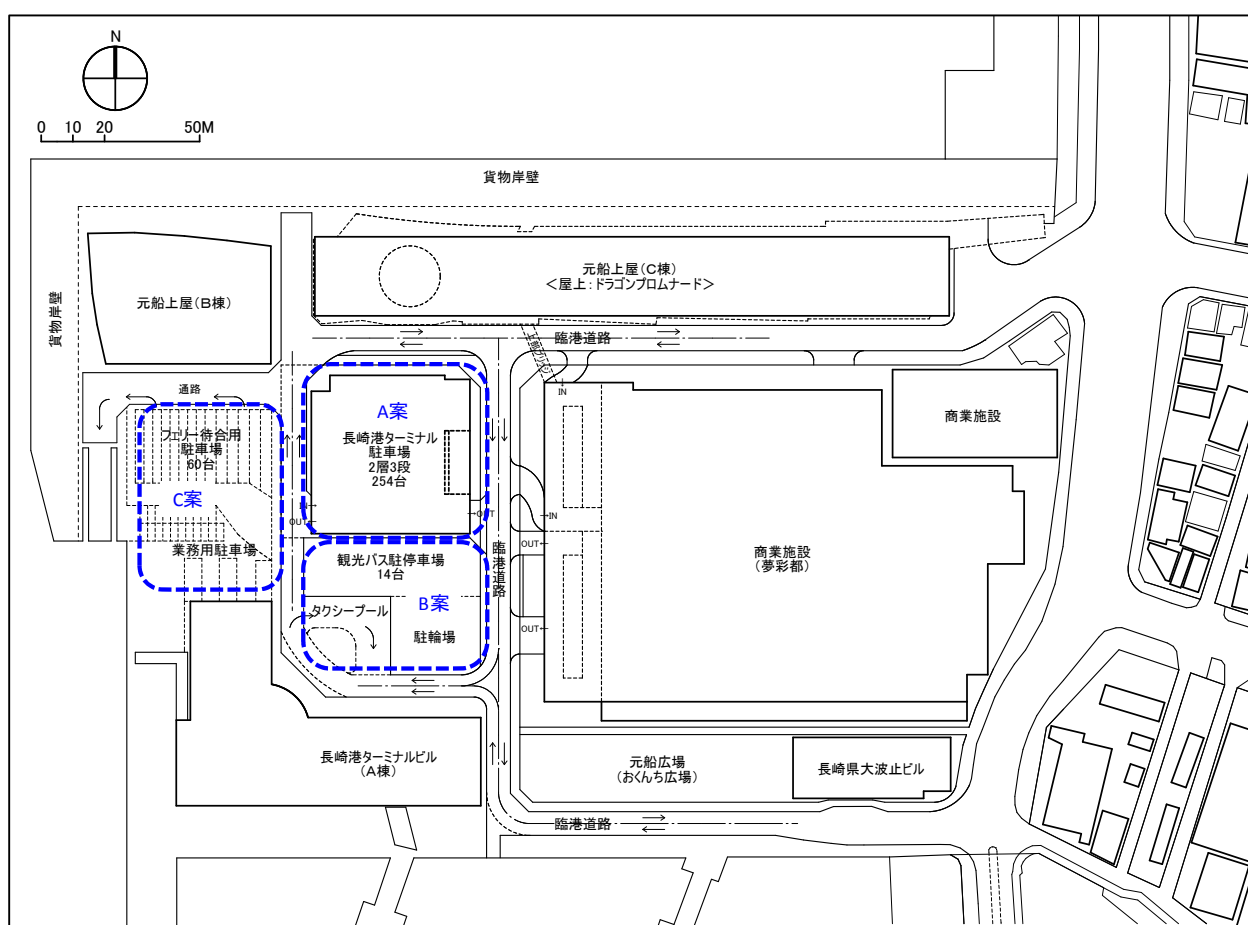 N
0 10 20 50M
貨物岸壁
元船上屋(C棟)
<屋上:ドラゴンプロムナード>
元船上屋(B棟)
貨物岸壁
臨港道路
通路
IN
A案
長崎港ターミナル
駐車場
2層3段
254台
商業施設
フェリー待合用
駐車場
60台
C案
業務用駐車場
IN
OUT
OUT
IN
OUT
臨港道路
商業施設
(夢彩都)
観光バス駐停車場
14台
タクシープール
B案
駐輪場
OUT
長崎港ターミナルビル
(A棟)
元船広場
(おくんち広場)
長崎県大波止ビル
臨港道路